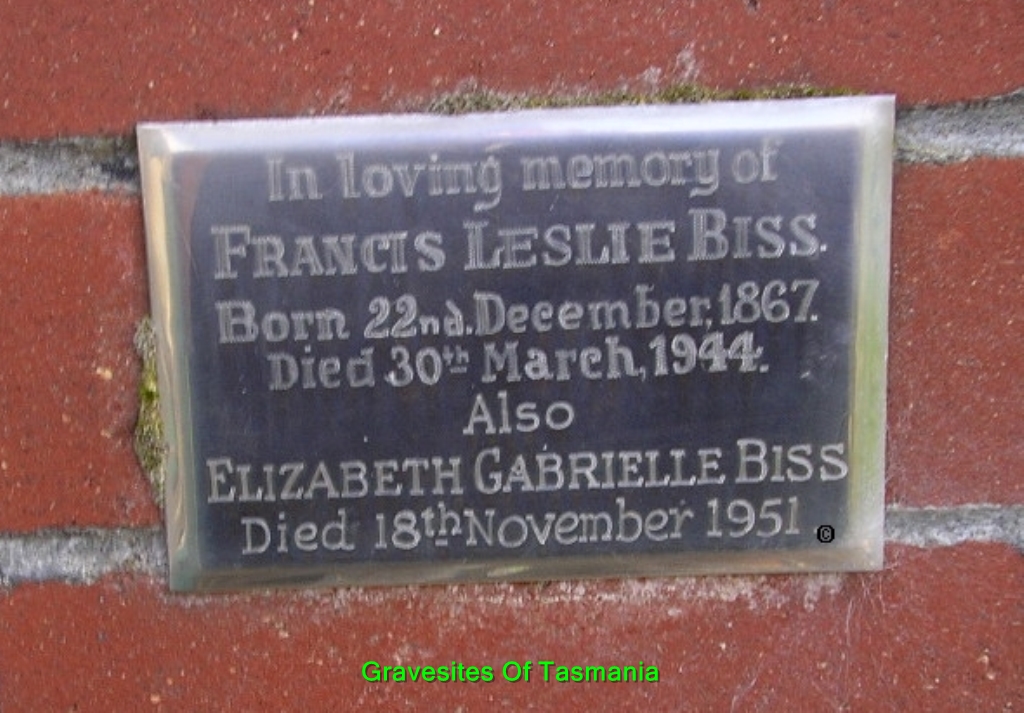 In loving memory of
FRANCIS LESLIE BISS.
Born 22nd. December, 1867.
Died 30th March, 1944.
Also
ELIZABETH GABRIELLE BISS
Died 18th November 1951 ©
Gravesites Of Tasmania